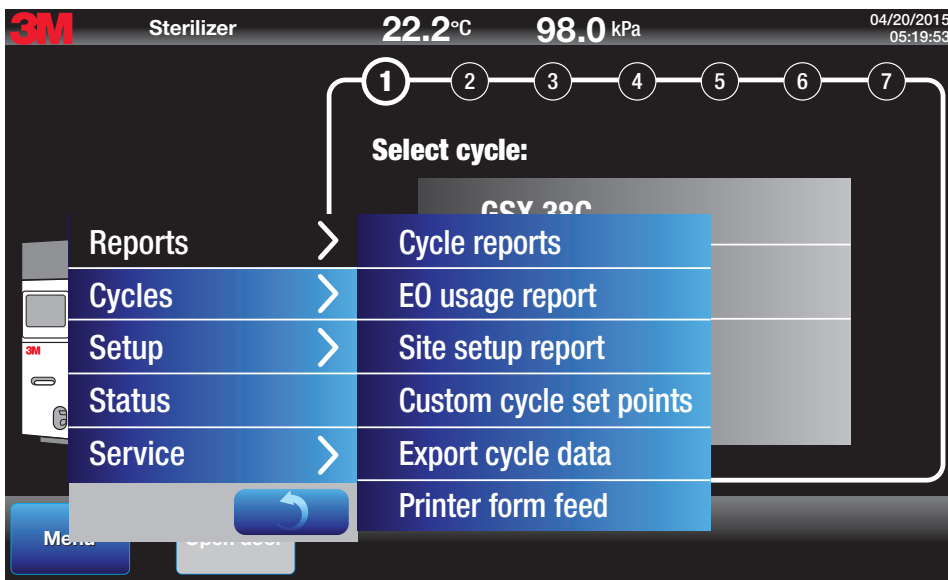 3M Sterilizer 22.2°C 98.0 kPa 04/20/2015
05:19:53
1 2 3 4 5 6 7
Select cycle:
Reports Cycle reports
Cycles EO usage report
Setup Site setup report
3M
Status Custom cycle set points
Service Export cycle data
Printer form feed